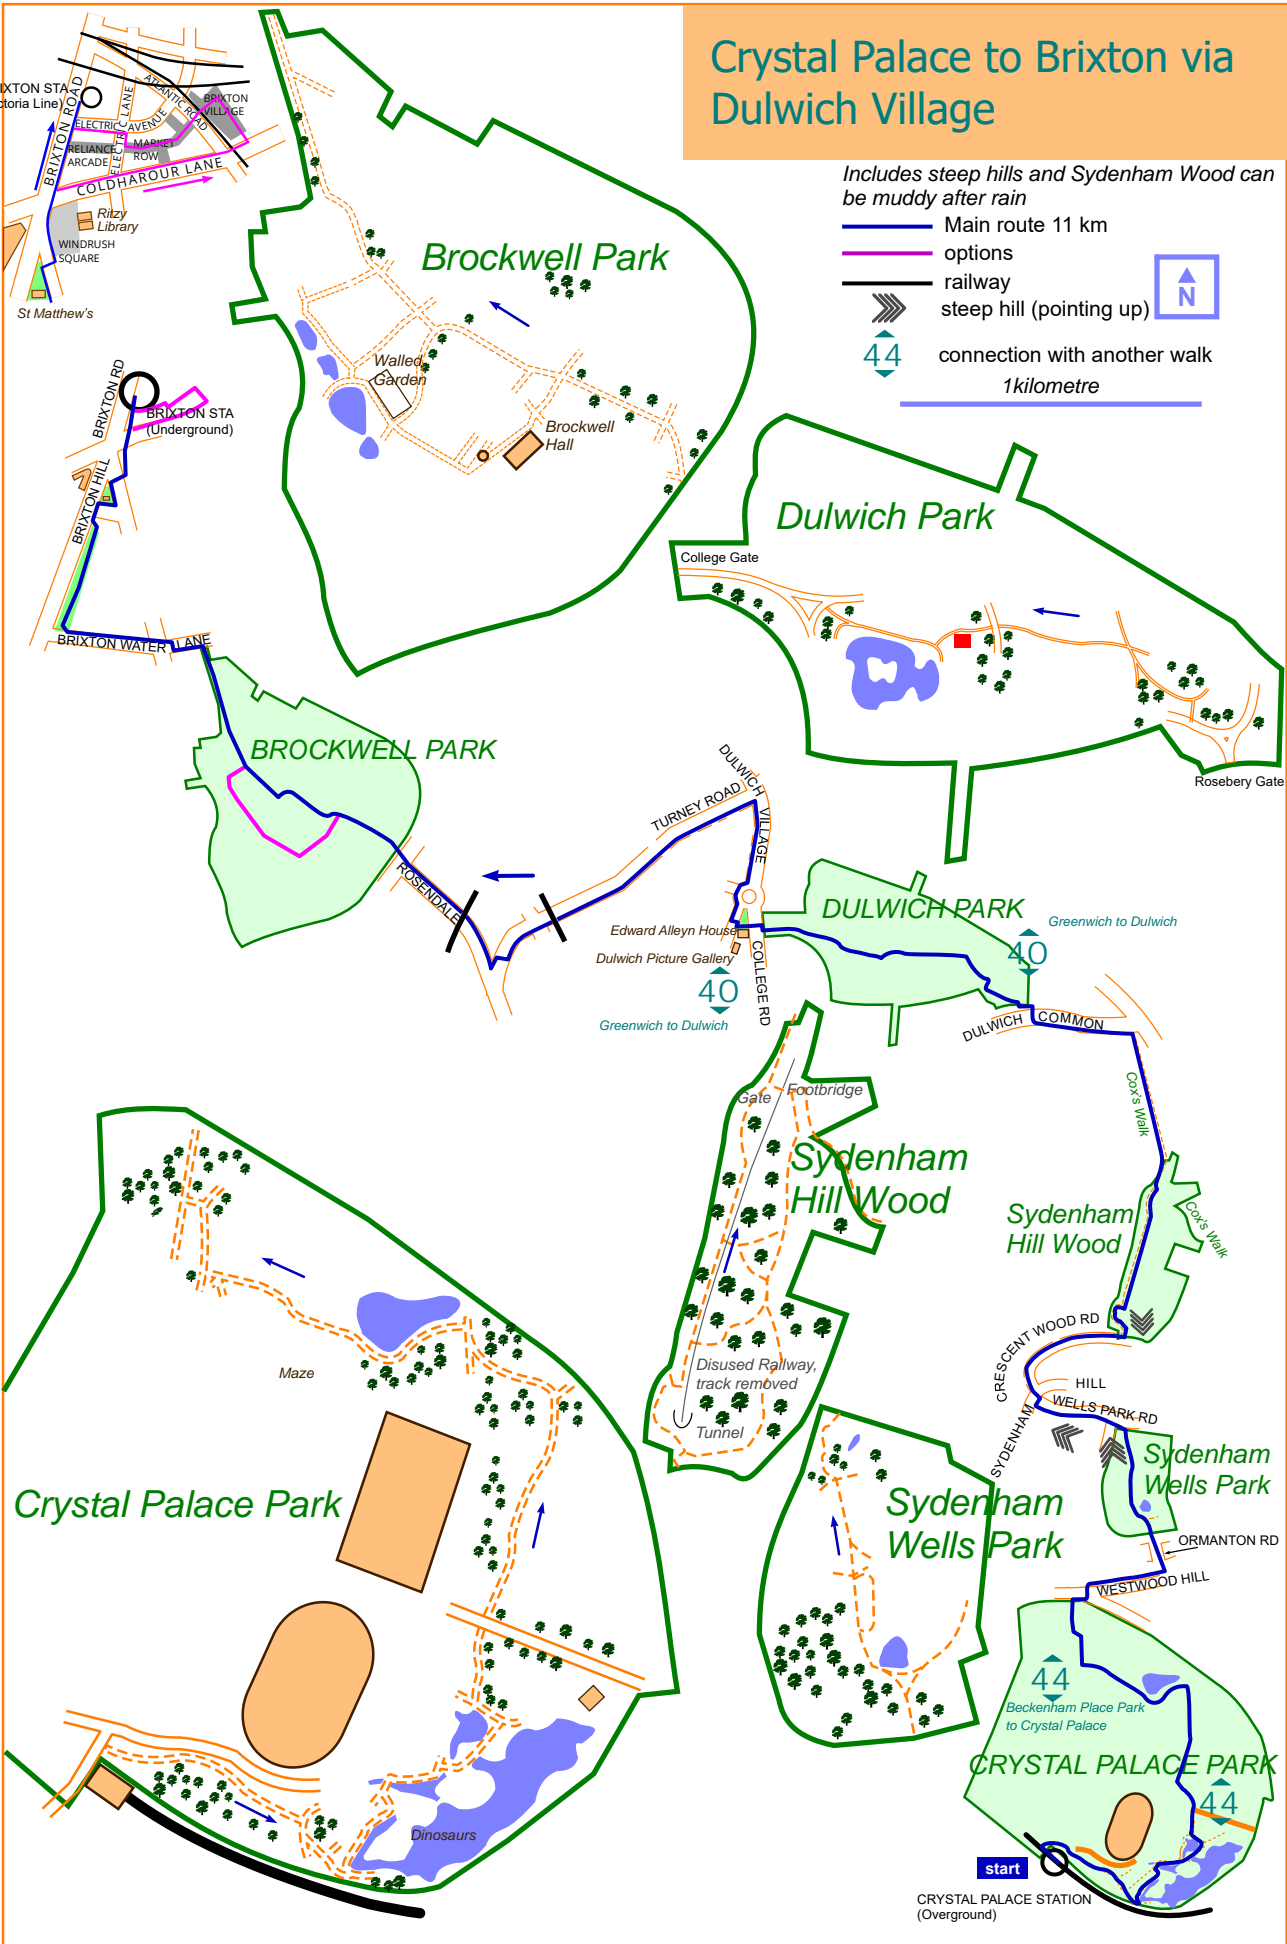 Crystal Palace to Brixton via
Dulwich Village
Includes steep hills and Sydenham Wood can
be muddy after rain
Main route 11 km
options
railway
steep hill (pointing up)
N
44
connection with another walk
1kilometre
IXTON STA
ctoria Line)
BRIXTON ROAD
ELECTRIC AVENUE
ELECTRIC LANE
ATLANTIC ROAD
BRIXTON
VILLAGE
RELIANCE
ARCADE
MARKET
ROW
COLDHAROUR LANE
Ritzy
Library
WINDRUSH
SQUARE
St Matthew's
Brockwell Park
Walled
Garden
Brockwell
Hall
BRIXTON RD
BRIXTON STA
(Underground)
BRIXTON HILL
BRIXTON WATER LANE
BROCKWELL PARK
Dulwich Park
College Gate
Rosebery Gate
DULWICH VILLAGE
TURNEY ROAD
ROSENDALE
DULWICH PARK
Greenwich to Dulwich
40
Edward Alleyn House
Dulwich Picture Gallery
40
Greenwich to Dulwich
COLLEGE RD
DULWICH COMMON
Cox's Walk
Gate
Footbridge
Sydenham
Hill Wood
Disused Railway,
track removed
Tunnel
Sydenham
Hill Wood
Cox's Walk
CRESCENT WOOD RD
SYDENHAM HILL
WELLS PARK RD
Sydenham
Wells Park
ORMANTON RD
WESTWOOD HILL
Maze
Crystal Palace Park
Dinosaurs
Sydenham
Wells Park
44
Beckenham Place Park
to Crystal Palace
CRYSTAL PALACE PARK
44
start
CRYSTAL PALACE STATION
(Overground)